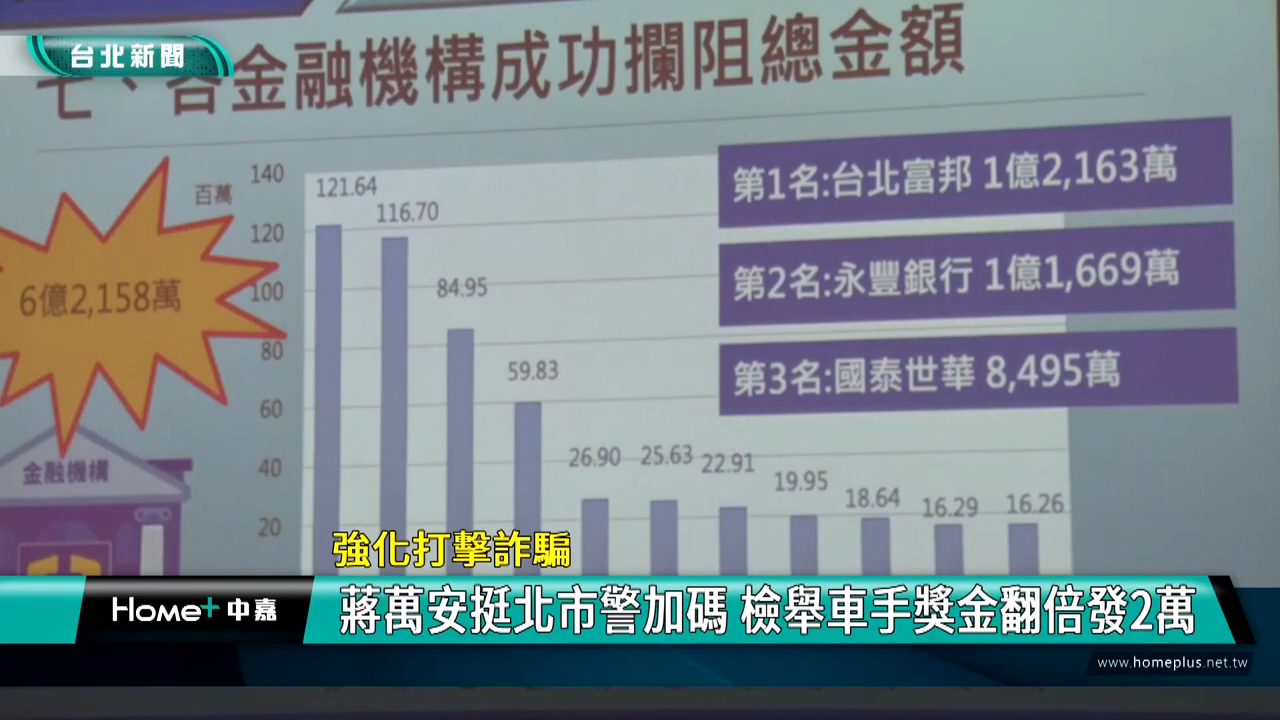 台北新聞
七、各金融機構成功攔阻總金額
百萬
140
120
100
80
60
40
20
121.64
116.70
84.95
59.83
26.90
25.63
22.91
19.95
18.64
16.29
16.26
第1名:台北富邦 1億2,163萬
第2名:永豐銀行 1億1,669萬
第3名:國泰世華 8,495萬
6億2,158萬
金融機構
強化打擊詐騙
Home+中嘉
蔣萬安挺北市警加碼 檢舉車手獎金翻倍發2萬
www.homeplus.net.tw